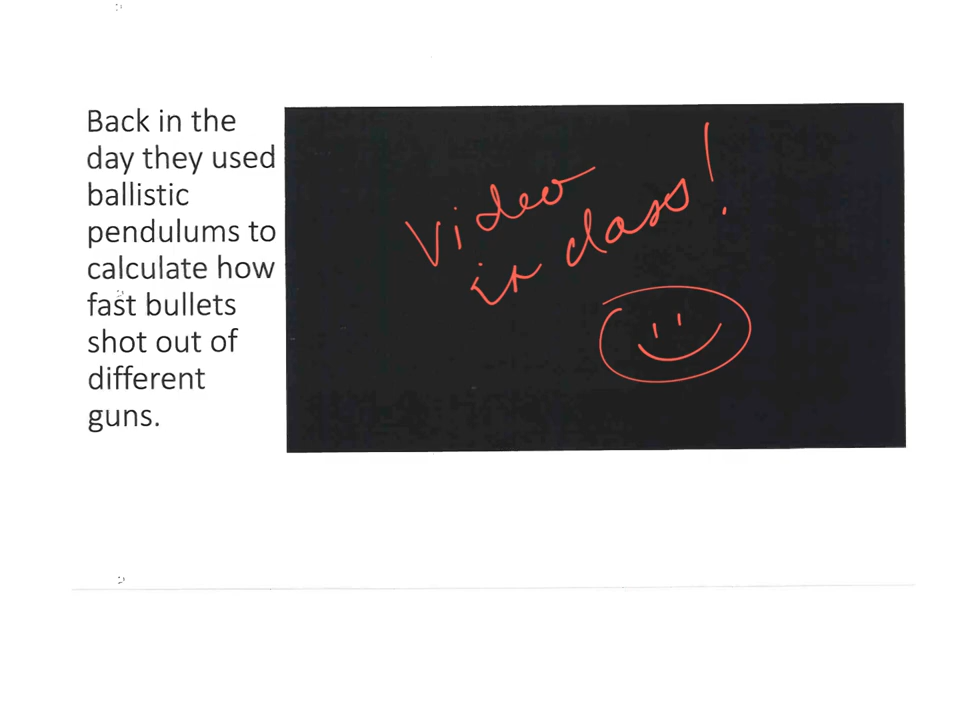 Back in the
day they used
ballistic
pendulums to
calculate how
fast bullets
shot out of
different
guns.
Video
in class!